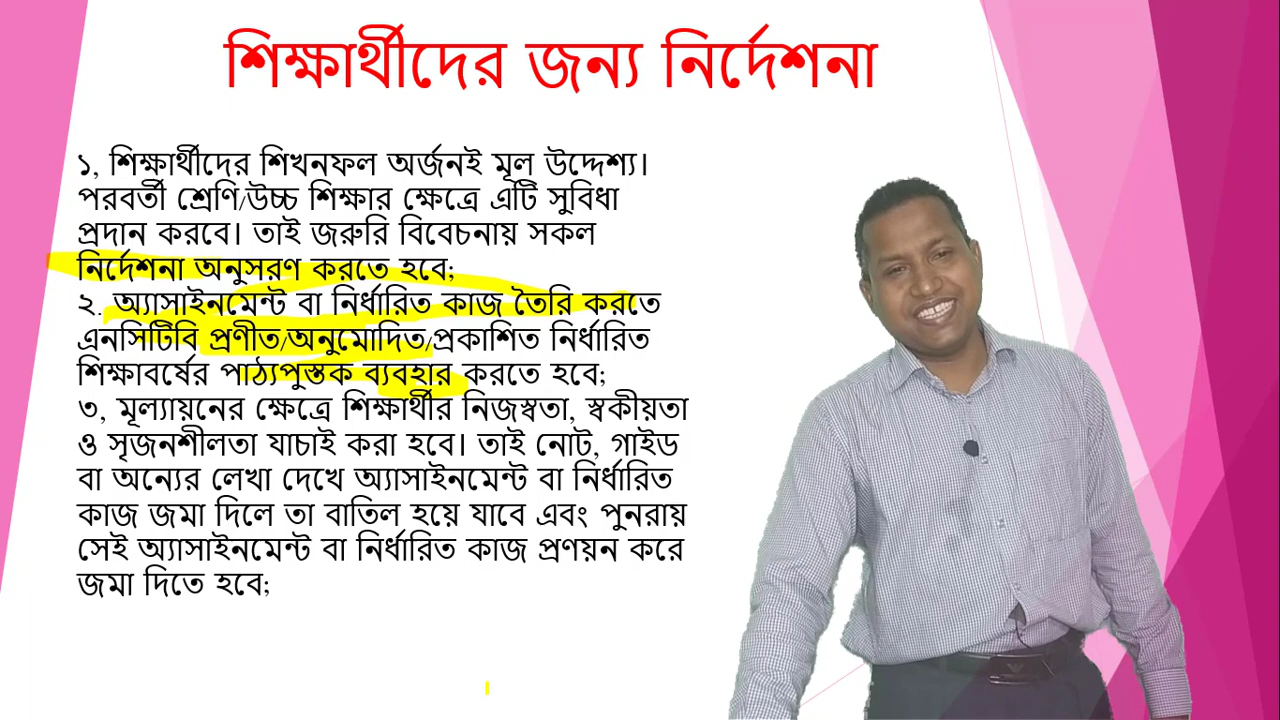 শিক্ষার্থীদের জন্য নির্দেশনা
১, শিক্ষার্থীদের শিখনফল অর্জনই মূল উদ্দেশ্য।
পরবর্তী শ্রেণি/উচ্চ শিক্ষার ক্ষেত্রে এটি সুবিধা
প্রদান করবে। তাই জরুরি বিবেচনায় সকল
নির্দেশনা অনুসরণ করতে হবে;
২. অ্যাসাইনমেন্ট বা নির্ধারিত কাজ তৈরি করতে
এনসিটিবি প্রণীত/অনুমোদিত/প্রকাশিত নির্ধারিত
শিক্ষাবর্ষের পাঠ্যপুস্তক ব্যবহার করতে হবে;
৩, মূল্যায়নের ক্ষেত্রে শিক্ষার্থীর নিজস্বতা, স্বকীয়তা
ও সৃজনশীলতা যাচাই করা হবে। তাই নোট, গাইড
বা অন্যের লেখা দেখে অ্যাসাইনমেন্ট বা নির্ধারিত
কাজ জমা দিলে তা বাতিল হয়ে যাবে এবং পুনরায়
সেই অ্যাসাইনমেন্ট বা নির্ধারিত কাজ প্রণয়ন করে
জমা দিতে হবে;